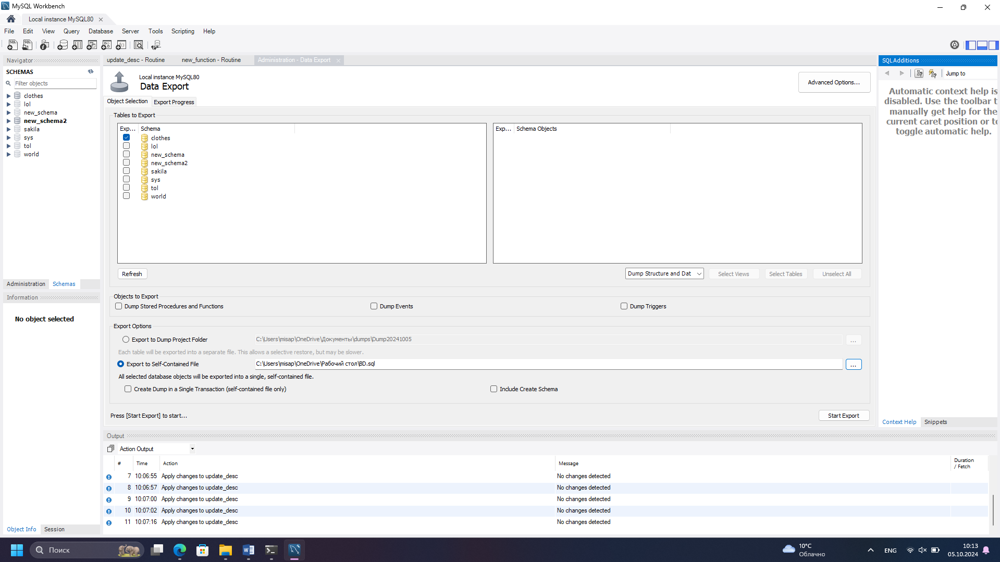 MySQL Workbench
Local instance MySQL80
File Edit View Query Database Server Tools Scripting Help
Navigator
SCHEMAS
Filter objects
clothes
lol
new_schema
new_schema2
sakila
sys
tol
world
Administration Schemas
Information
No object selected
Object Info Session
update_desc - Routine new_function - Routine Administration - Data Export
Local instance MySQL80
Data Export
Advanced Options...
Object Selection Export Progress
Tables to Export
Exp... Schema
clothes
lol
new_schema
new_schema2
sakila
sys
tol
world
Exp... Schema Objects
Refresh
Dump Structure and Dat
Select Views Select Tables Unselect All
Objects to Export
Dump Stored Procedures and Functions Dump Events Dump Triggers
Export Options
Export to Dump Project Folder C:\Users\misap\OneDrive\Документы\dumps\Dump20241005 ...
Each table will be exported into a separate file. This allows a selective restore, but may be slower.
Export to Self-Contained File C:\Users\misap\OneDrive\Рабочий стол\BD.sql ...
All selected database objects will be exported into a single, self-contained file.
Create Dump in a Single Transaction (self-contained file only) Include Create Schema
Press [Start Export] to start...
Start Export
SQLAdditions
Jump to
Automatic context help is
disabled. Use the toolbar t
manually get help for the
current caret position or to
toggle automatic help.
Context Help Snippets
Output
Action Output
# Time Action Message Duration / Fetch
7 10:06:55 Apply changes to update_desc No changes detected
8 10:06:57 Apply changes to update_desc No changes detected
9 10:07:00 Apply changes to update_desc No changes detected
10 10:07:02 Apply changes to update_desc No changes detected
11 10:07:16 Apply changes to update_desc No changes detected
Поиск
10°C
Облачно
ENG
10:13
05.10.2024